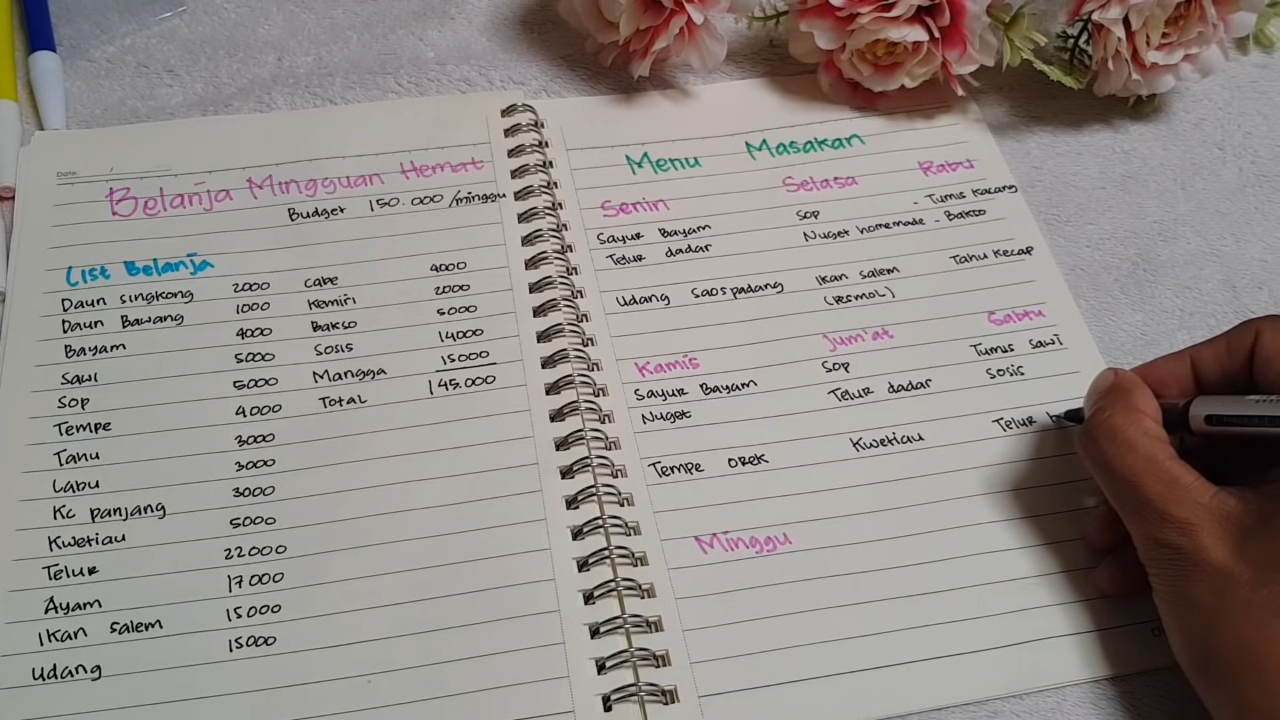 Date. /
Belanja Mingguan Hemat
Budget 150.000 /minggu
List Belanja
Daun singkong 2000 Cabe 4000
Daun Bawang 1000 Kemiri 2000
Bayam 4000 Bakso 5000
Sawi 5000 Sosis 14000
Sop 5000 Mangga 15000
Tempe 4000 Total 145.000
Tahu 3000
Labu 3000
Kc panjang 3000
Kwetiau 5000
Telur 22000
Ayam 17000
Ikan salem 15000
Udang 15000
Menu Masakan
Senin Selasa Rabu
Sayur Bayam Sop - Tumis Kacang
Telur dadar Nuget homemade - Bakso
Udang Saospadang Ikan salem Tahu Kecap
(pesmol)
Kamis Jum'at Sabtu
Sayur Bayam Sop Tumis Sawi
Nuget Telur dadar Sosis
Tempe orek Kwetiau Telur
Minggu